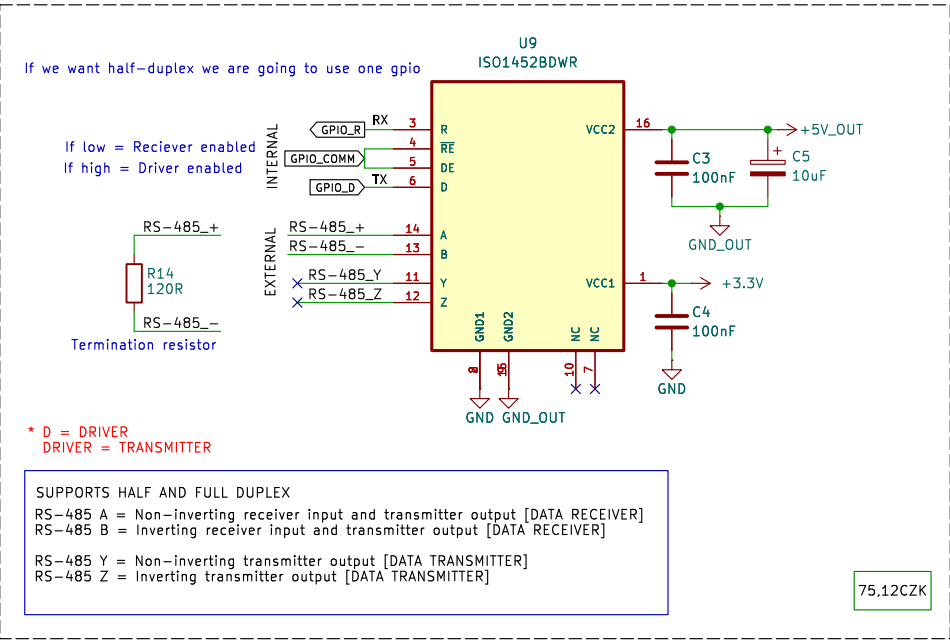 U9
ISO1452BDWR
If we want half-duplex we are going to use one gpio
If low = Reciever enabled
If high = Driver enabled
INTERNAL
GPIO_R
RX
3
R
GPIO_COMM
4
RE
5
DE
GPIO_D
TX
6
D
EXTERNAL
RS-485_+
14
A
RS-485_-
13
B
RS-485_Y
11
Y
RS-485_Z
12
Z
VCC2
16
+5V_OUT
C3
100nF
+
C5
10uF
GND_OUT
VCC1
1
+3.3V
C4
100nF
GND
GND1
GND2
NC
NC
10
7
GND
GND_OUT
RS-485_+
R14
120R
RS-485_-
Termination resistor
* D = DRIVER
DRIVER = TRANSMITTER
SUPPORTS HALF AND FULL DUPLEX
RS-485 A = Non-inverting receiver input and transmitter output [DATA RECEIVER]
RS-485 B = Inverting receiver input and transmitter output [DATA RECEIVER]
RS-485 Y = Non-inverting transmitter output [DATA TRANSMITTER]
RS-485 Z = Inverting transmitter output [DATA TRANSMITTER]
75,12CZK